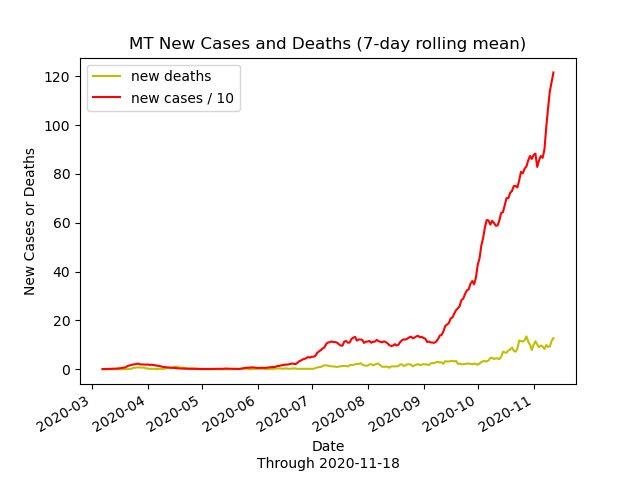 MT New Cases and Deaths (7-day rolling mean)
new deaths
new cases / 10
120
100
80
60
40
20
0
New Cases or Deaths
2020-03
2020-04
2020-05
2020-06
2020-07
2020-08
2020-09
2020-10
2020-11
Date
Through 2020-11-18